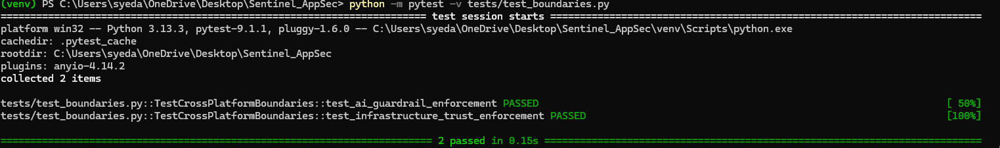 (venv) PS C:\Users\syeda\OneDrive\Desktop\Sentinel_AppSec> python -m pytest -v tests/test_boundaries.py
============================================================================ test session starts ============================================================================
platform win32 -- Python 3.13.3, pytest-9.1.1, pluggy-1.6.0 -- C:\Users\syeda\OneDrive\Desktop\Sentinel_AppSec\venv\Scripts\python.exe
cachedir: .pytest_cache
rootdir: C:\Users\syeda\OneDrive\Desktop\Sentinel_AppSec
plugins: anyio-4.14.2
collected 2 items
tests/test_boundaries.py::TestCrossPlatformBoundaries::test_ai_guardrail_enforcement PASSED [ 50%]
tests/test_boundaries.py::TestCrossPlatformBoundaries::test_infrastructure_trust_enforcement PASSED [100%]
============================================================================= 2 passed in 0.15s =============================================================================